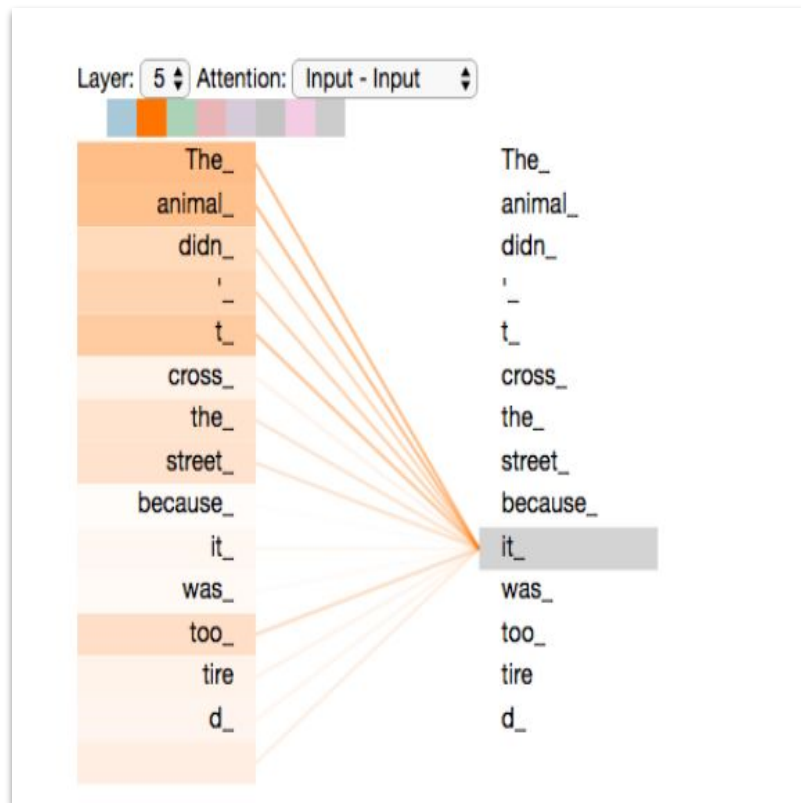 Layer: 5 Attention: Input - Input
The_ The_
animal_ animal_
didn_ didn_
'_ '_
t_ t_
cross_ cross_
the_ the_
street_ street_
because_ because_
it_ it_
was_ was_
too_ too_
tire tire
d_ d_